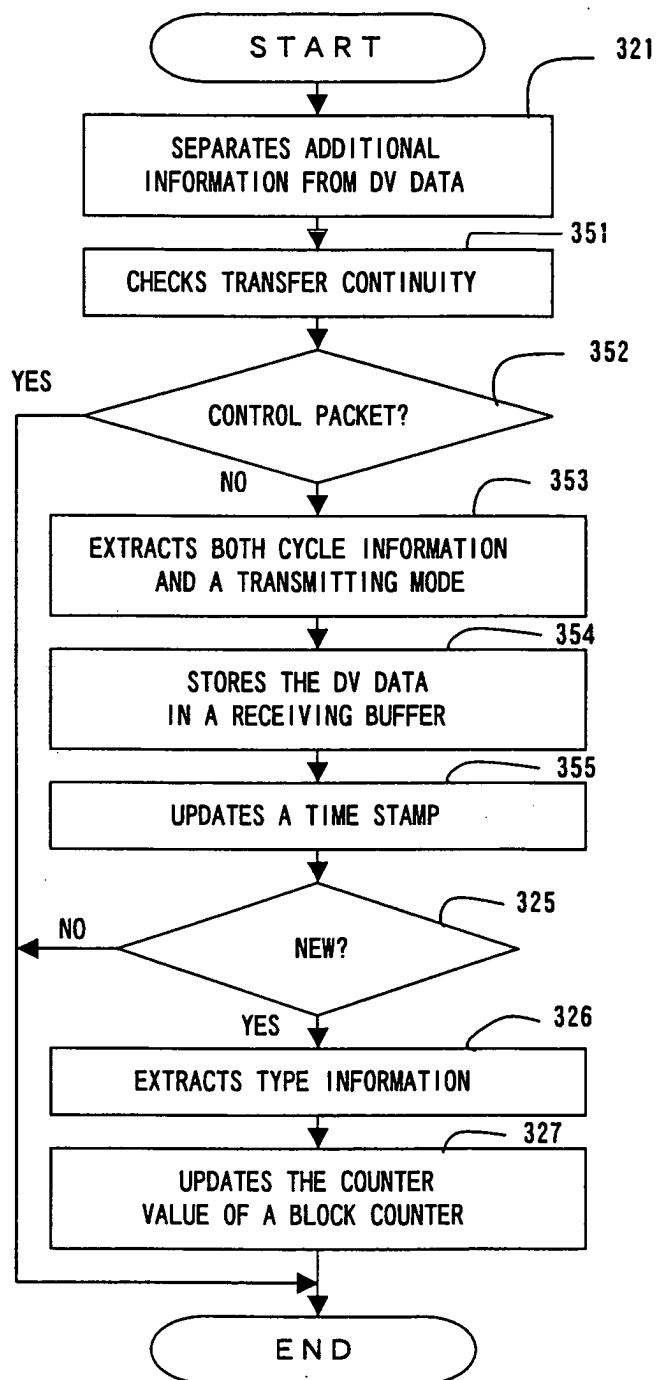 START
321
SEPARATES ADDITIONAL
INFORMATION FROM DV DATA
351
CHECKS TRANSFER CONTINUITY
352
YES
CONTROL PACKET?
NO
353
EXTRACTS BOTH CYCLE INFORMATION
AND A TRANSMITTING MODE
354
STORES THE DV DATA
IN A RECEIVING BUFFER
355
UPDATES A TIME STAMP
325
NO
NEW?
YES
326
EXTRACTS TYPE INFORMATION
327
UPDATES THE COUNTER
VALUE OF A BLOCK COUNTER
END